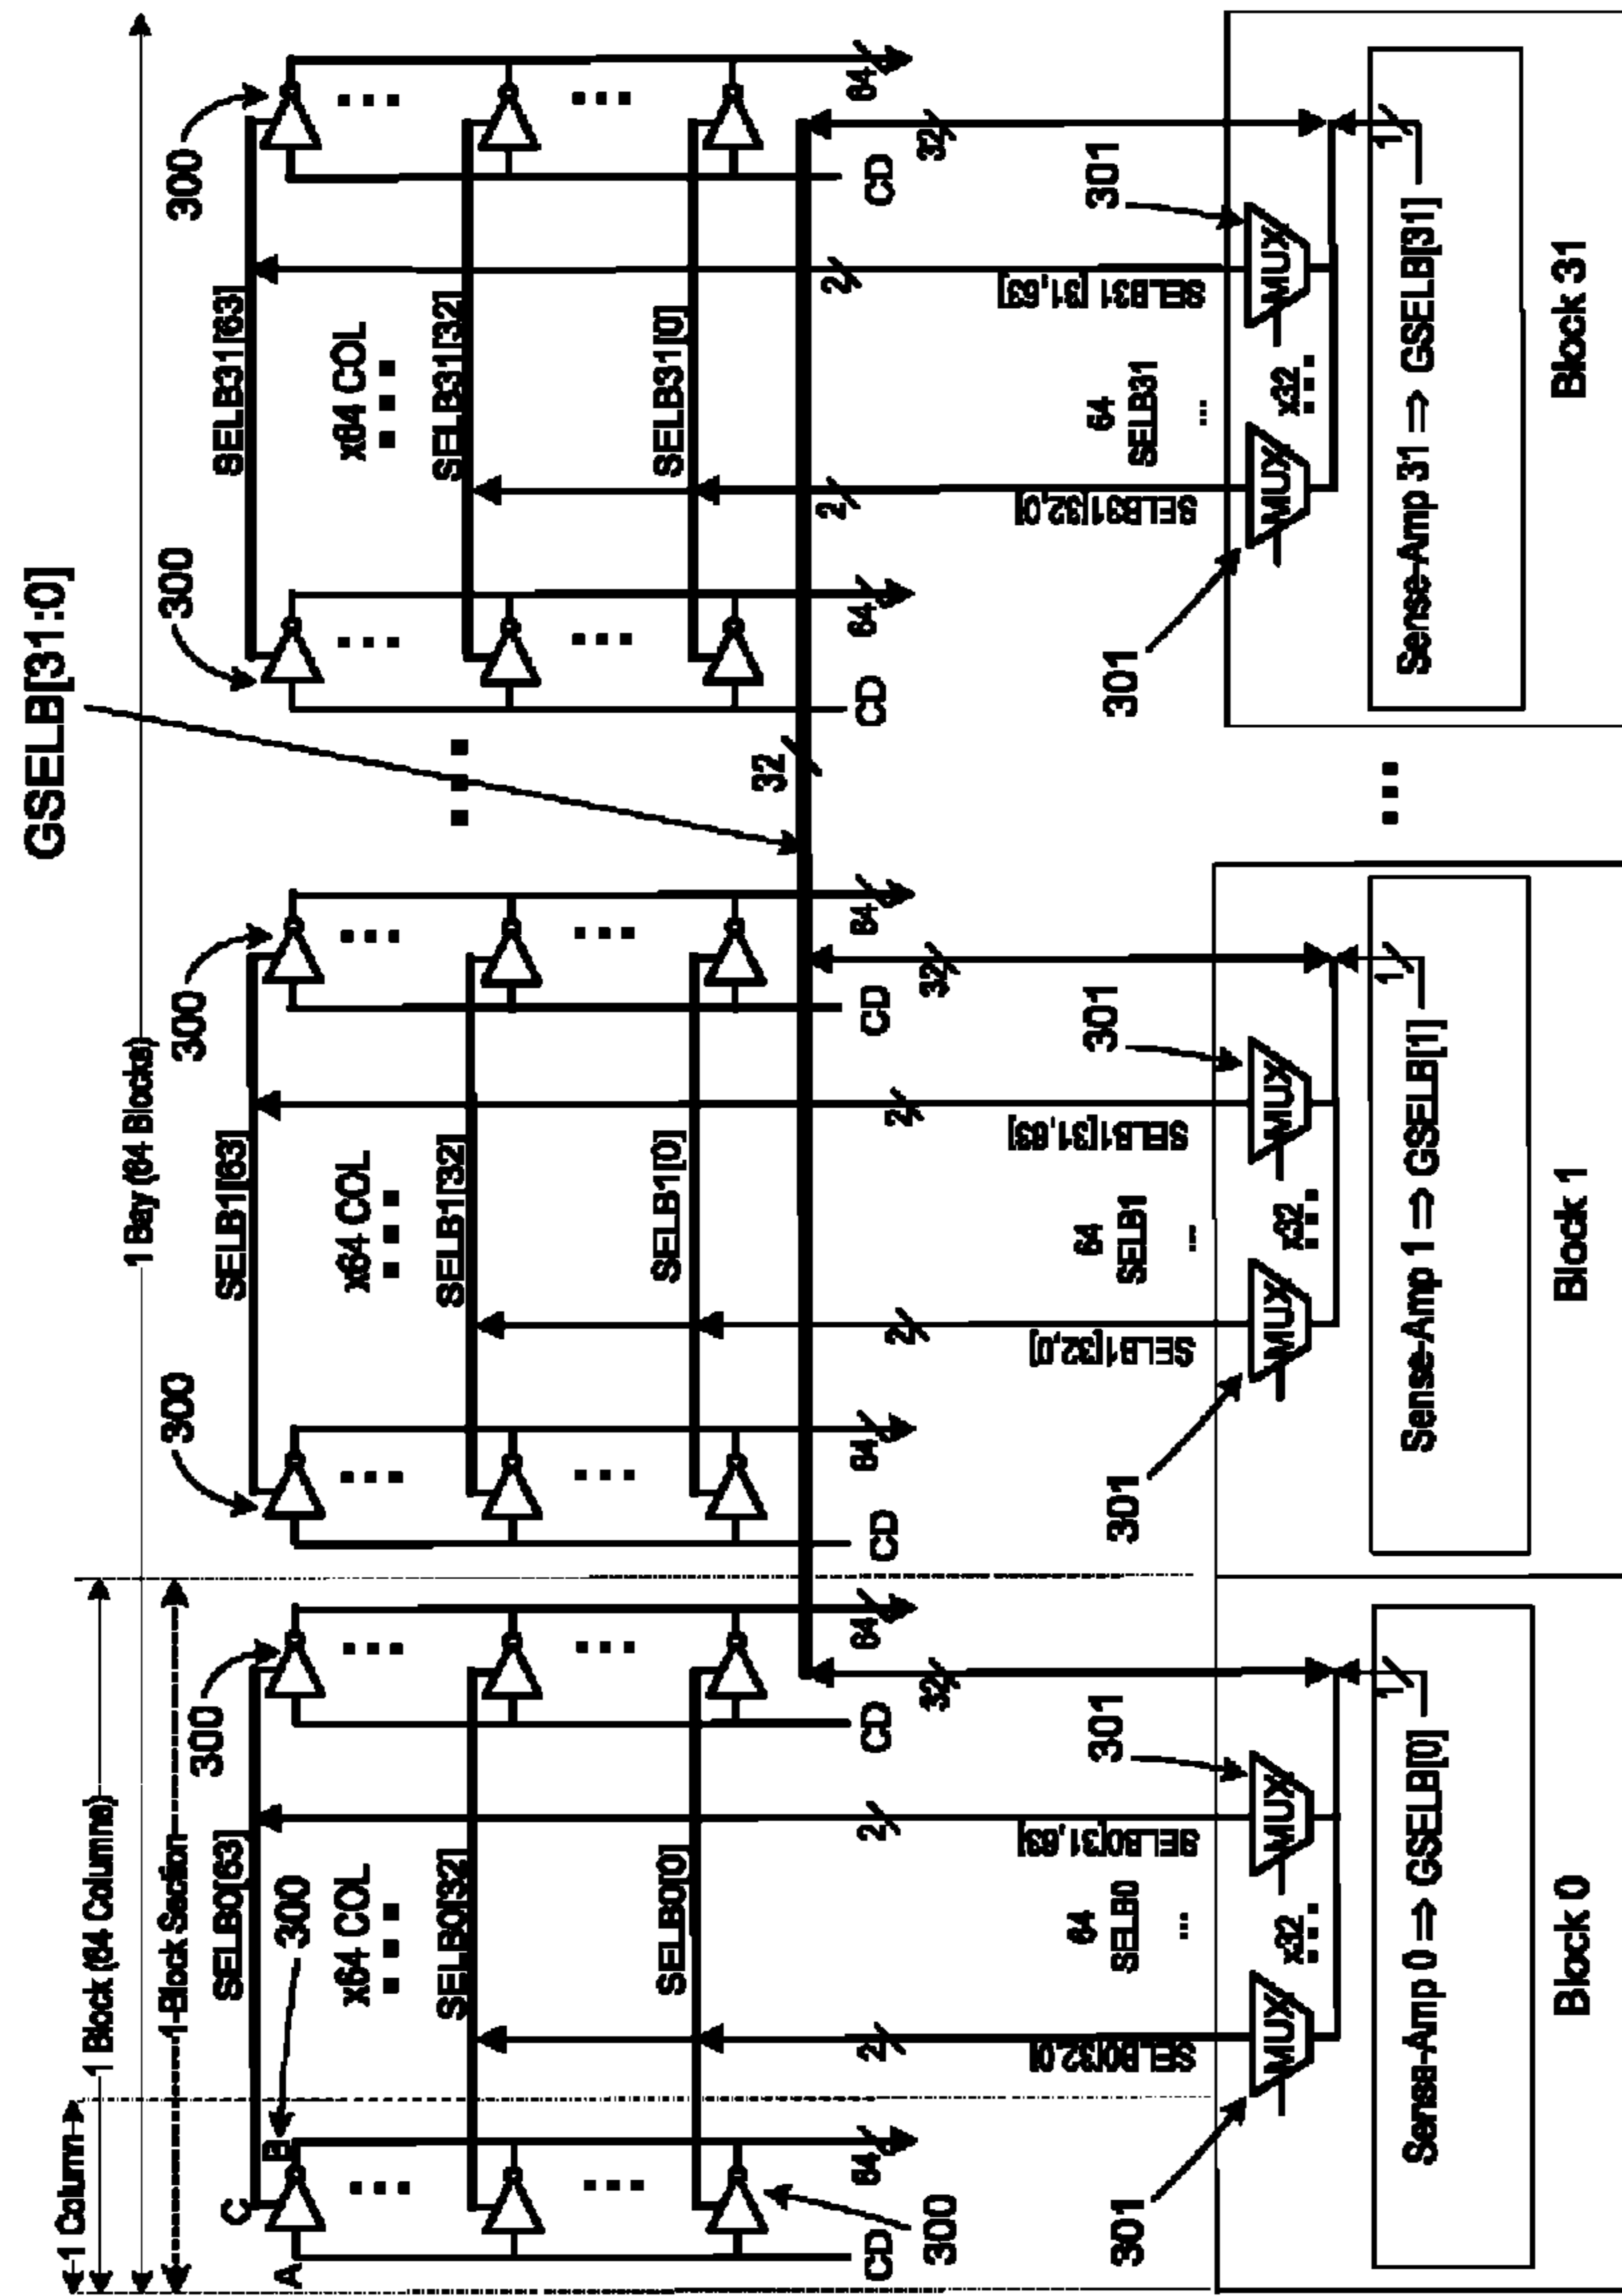 GSELB[31:0]
1 Column
1 Block (64 Columns)
1 Block Section
1 Bay (64 Blocks)
300
300
300
300
300
300
300
C
B
A
SELB0[63]
SELB1[63]
SELB31[63]
x64 COL
x64 COL
x64 COL
SELB0[32]
SELB1[32]
SELB31[32]
SELB0[0]
SELB1[0]
SELB31[0]
32
CD
64
CD
64
CD
64
CD
64
CD
64
CD
64
300
2
2
32
2
2
32
2
2
32
SELB0[32,0]
64
SELB0
...
SELB0[31,63]
SELB1[32,0]
64
SELB1
...
SELB1[31,63]
SELB31[32,0]
64
SELB31
...
SELB31[31,63]
301
301
301
301
301
301
MUX
x32
MUX
MUX
x32
MUX
MUX
x32
MUX
1
1
1
Sense-Amp 0 ⇒ GSELB[0]
Sense-Amp 1 ⇒ GSELB[1]
Sense-Amp 31 ⇒ GSELB[31]
Block 0
Block 1
Block 31